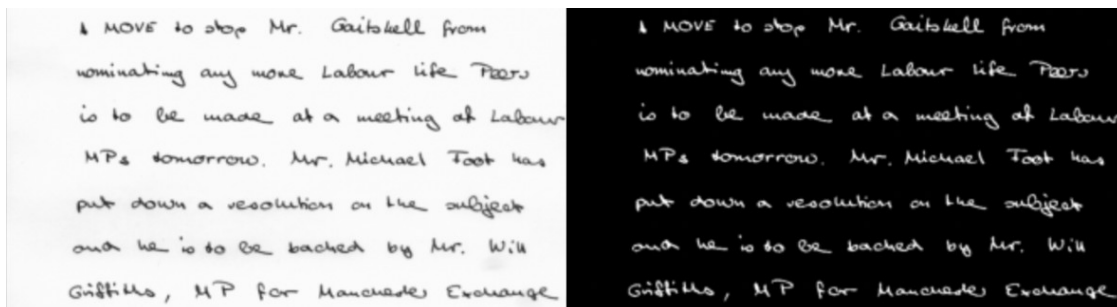 A MOVE to stop Mr. Gaitskell from
nominating any more Labour life Peers
is to be made at a meeting of Labour
MPs tomorrow. Mr. Michael Foot has
put down a resolution on the subject
and he is to be backed by Mr. Will
Griffiths, MP for Manchester Exchange
A MOVE to stop Mr. Gaitskell from
nominating any more Labour life Peers
is to be made at a meeting of Labour
MPs tomorrow. Mr. Michael Foot has
put down a resolution on the subject
and he is to be backed by Mr. Will
Griffiths, MP for Manchester Exchange